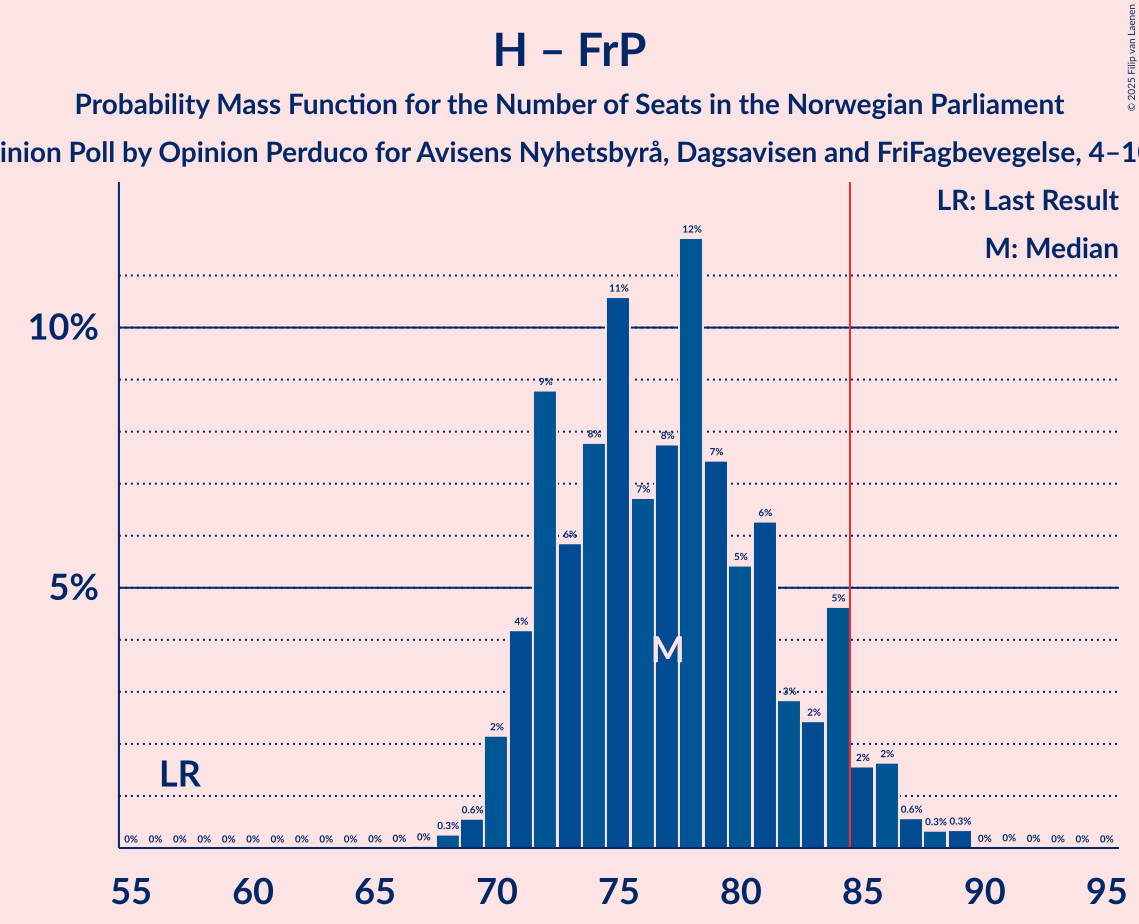 © 2025 Filip van Laenen
H – FrP
Probability Mass Function for the Number of Seats in the Norwegian Parliament
inion Poll by Opinion Perduco for Avisens Nyhetsbyrå, Dagsavisen and FriFagbevegelse, 4–10
LR: Last Result
M: Median
12%
11%
10%
9%
8%
8%
7%
7%
6%
6%
5%
5%
5%
4%
M
3%
2%
2%
2%
2%
LR
0.6%
0.6%
0.3%
0.3%
0.3%
0% 0% 0% 0% 0% 0% 0% 0% 0% 0% 0% 0% 0% 0% 0% 0% 0% 0% 0%
55 60 65 70 75 80 85 90 95